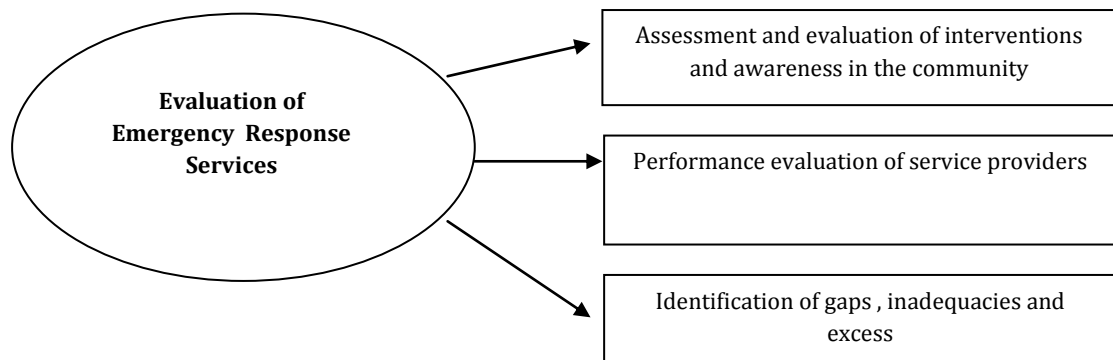 Evaluation of
Emergency  Response
Services
Assessment and evaluation of interventions
and awareness in the community
Performance evaluation of service providers
Identification of gaps , inadequacies and
excess